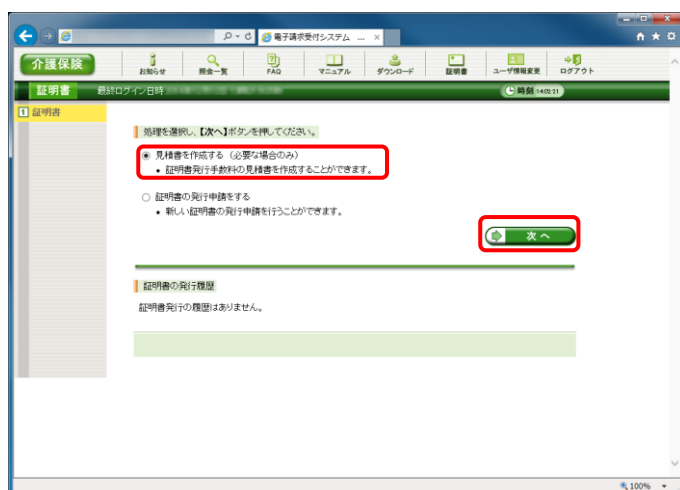 電子請求受付システム ...
介護保険
お知らせ
照会一覧
FAQ
マニュアル
ダウンロード
証明書
ユーザ情報変更
ログアウト
証明書
最終ログイン日時
時刻 14:02:21
1 証明書
処理を選択し、【次へ】ボタンを押してください。
見積書を作成する（必要な場合のみ）
• 証明書発行手数料の見積書を作成することができます。
証明書の発行申請をする
• 新しい証明書の発行申請を行うことができます。
次 へ
証明書の発行履歴
証明書発行の履歴はありません。
100%